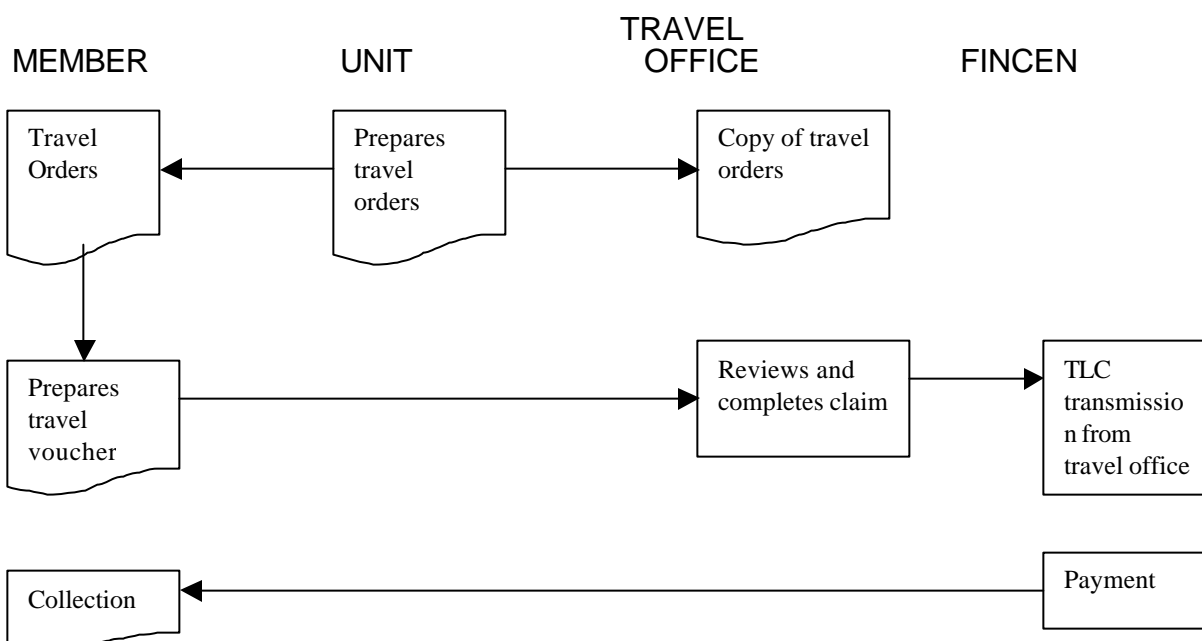 TRAVEL
MEMBER UNIT OFFICE FINCEN
Travel
Orders
Prepares
travel
orders
Copy of travel
orders
Prepares
travel
voucher
Reviews and
completes claim
TLC
transmissio
n from
travel office
Collection
Payment